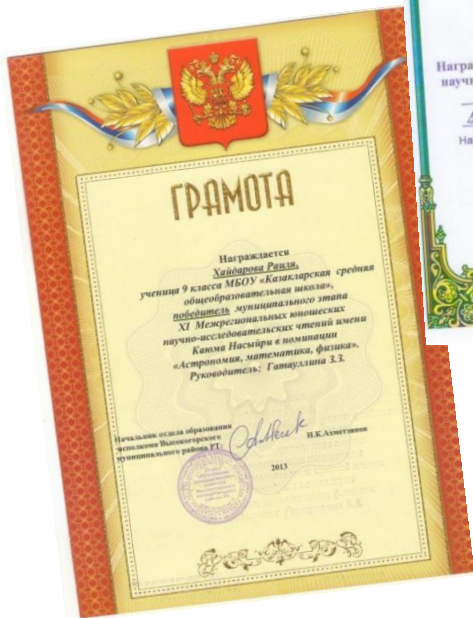 ГРАМОТА
Награждается
Хайдарова Раиля,
ученица 9 класса МБОУ «Казакларская средняя
общеобразовательная школа»,
победитель муниципального этапа
XI Межрегиональных юношеских
научно-исследовательских чтений имени
Каюма Насыйри в номинации
«Астрономия, математика, физика».
Руководитель: Гатауллина З.З.
Начальник отдела образования
исполкома Высокогорского
муниципального района РТ:
Н.К.Ахметзянов
2013
Награ
научн
На